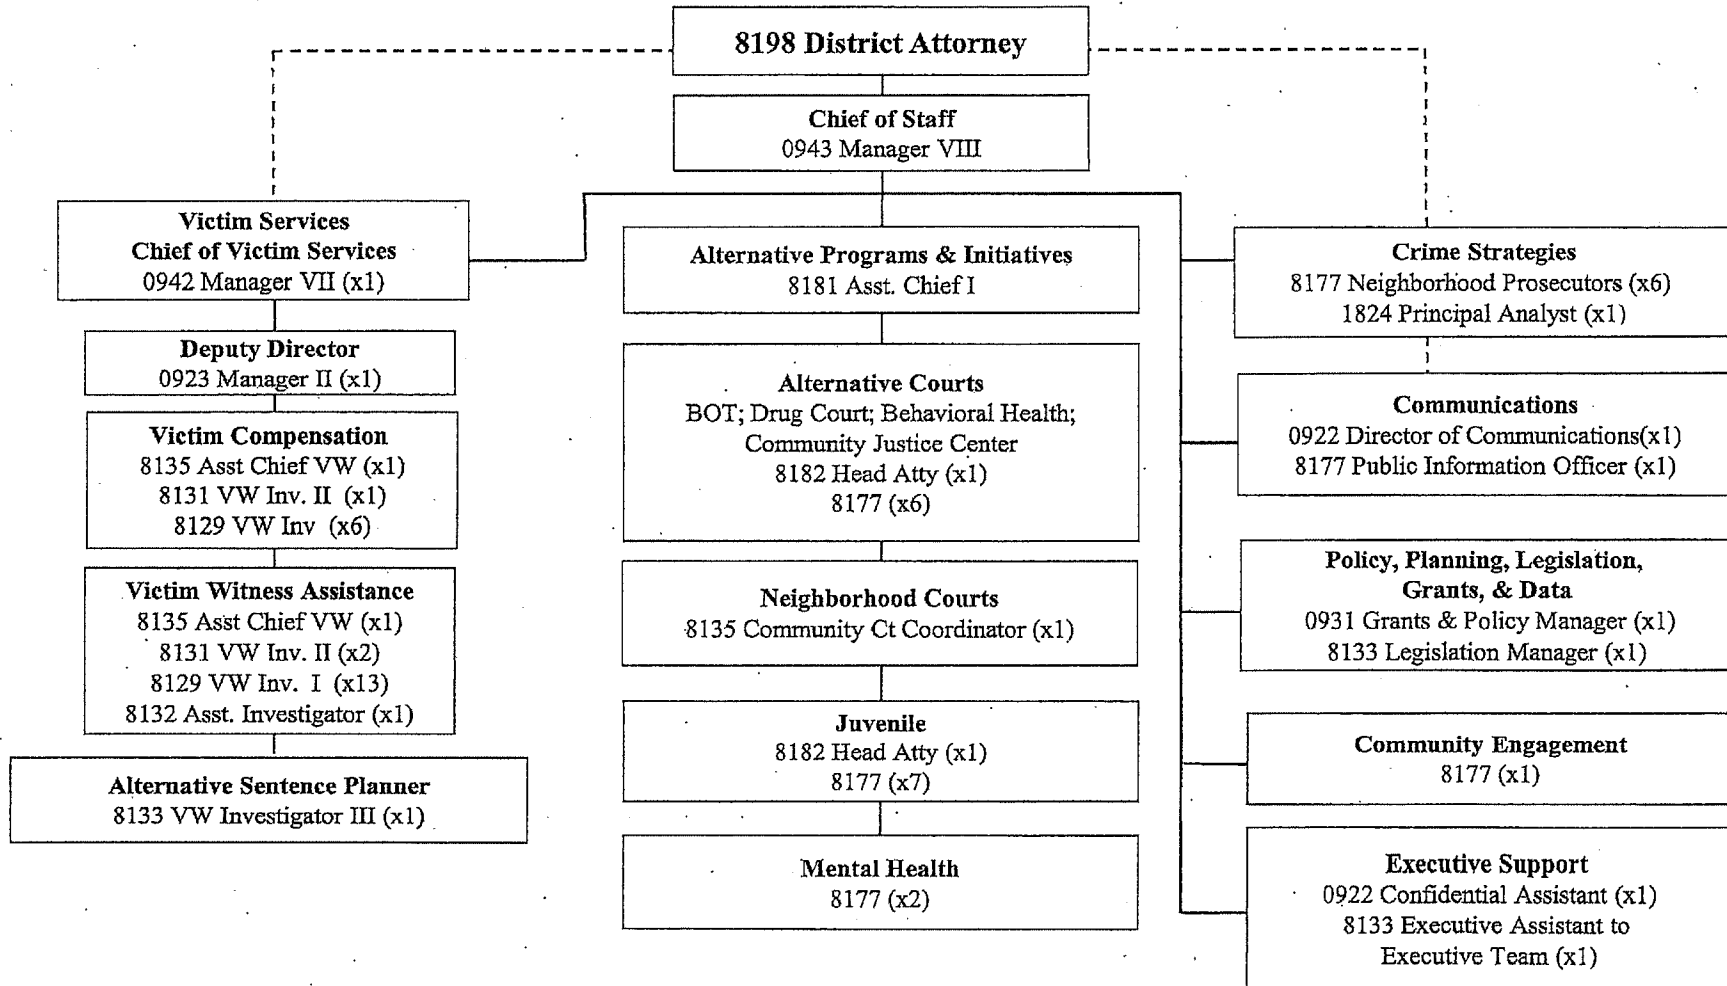 8198 District Attorney
Chief of Staff
0943 Manager VIII
Victim Services
Chief of Victim Services
0942 Manager VII (x1)
Deputy Director
0923 Manager II (x1)
Victim Compensation
8135 Asst Chief VW (x1)
8131 VW Inv. II (x1)
8129 VW Inv (x6)
Victim Witness Assistance
8135 Asst Chief VW (x1)
8131 VW Inv. II (x2)
8129 VW Inv. I (x13)
8132 Asst. Investigator (x1)
Alternative Sentence Planner
8133 VW Investigator III (x1)
Alternative Programs & Initiatives
8181 Asst. Chief I
Alternative Courts
BOT; Drug Court; Behavioral Health;
Community Justice Center
8182 Head Atty (x1)
8177 (x6)
Neighborhood Courts
8135 Community Ct Coordinator (x1)
Juvenile
8182 Head Atty (x1)
8177 (x7)
Mental Health
8177 (x2)
Crime Strategies
8177 Neighborhood Prosecutors (x6)
1824 Principal Analyst (x1)
Communications
0922 Director of Communications(x1)
8177 Public Information Officer (x1)
Policy, Planning, Legislation,
Grants, & Data
0931 Grants & Policy Manager (x1)
8133 Legislation Manager (x1)
Community Engagement
8177 (x1)
Executive Support
0922 Confidential Assistant (x1)
8133 Executive Assistant to
Executive Team (x1)